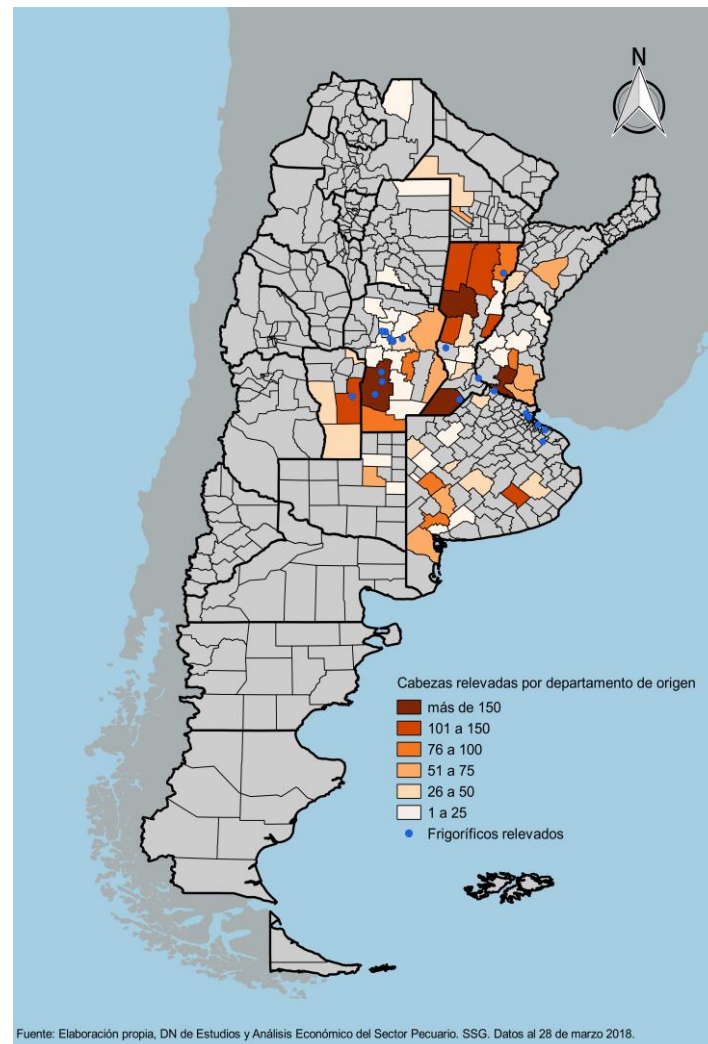 N
Cabezas relevadas por departamento de origen
más de 150
101 a 150
76 a 100
51 a 75
26 a 50
1 a 25
Frigoríficos relevados
Fuente: Elaboración propia, DN de Estudios y Análisis Económico del Sector Pecuario. SSG. Datos al 28 de marzo 2018.